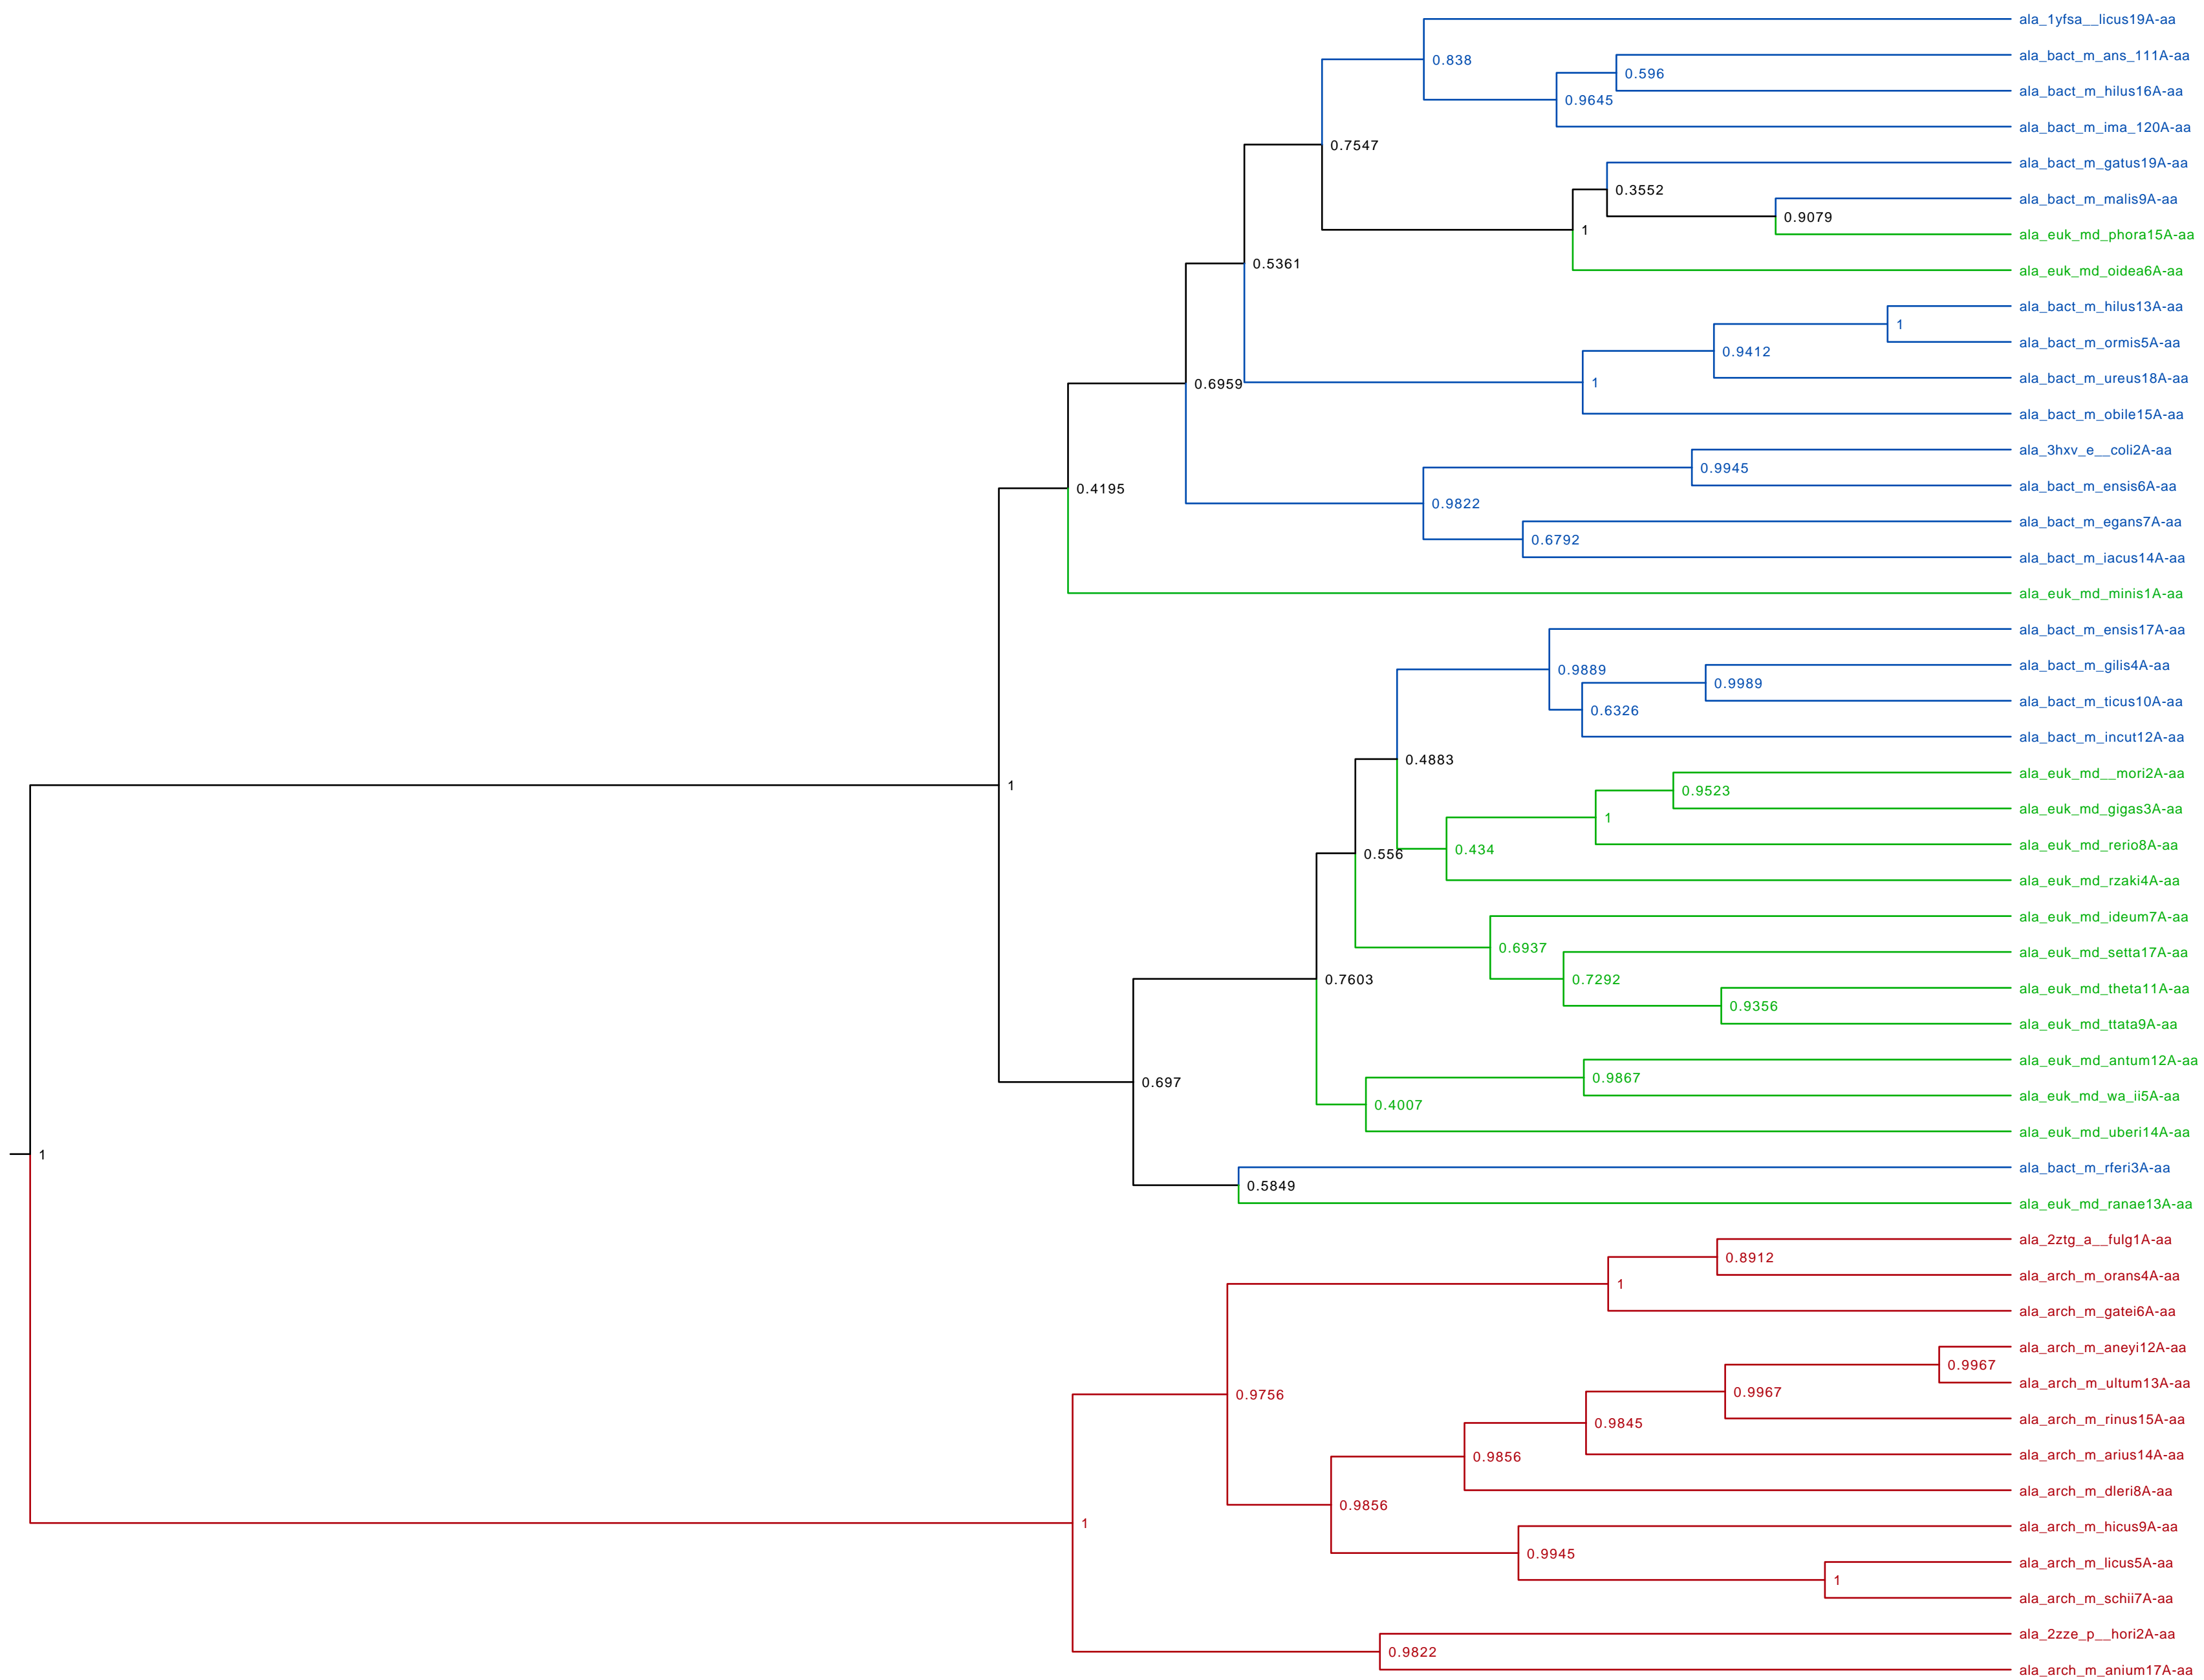 ala_1yfsa__licus19A-aa
0.838
ala_bact_m_ans_111A-aa
0.596
ala_bact_m_hilus16A-aa
0.9645
ala_bact_m_ima_120A-aa
0.7547
ala_bact_m_gatus19A-aa
0.3552
ala_bact_m_malis9A-aa
0.9079
ala_euk_md_phora15A-aa
1
ala_euk_md_oidea6A-aa
0.5361
ala_bact_m_hilus13A-aa
1
ala_bact_m_ormis5A-aa
0.9412
ala_bact_m_ureus18A-aa
1
0.6959
ala_bact_m_obile15A-aa
ala_3hxv_e__coli2A-aa
0.9945
ala_bact_m_ensis6A-aa
0.4195
0.9822
ala_bact_m_egans7A-aa
0.6792
ala_bact_m_iacus14A-aa
ala_euk_md_minis1A-aa
ala_bact_m_ensis17A-aa
0.9889
ala_bact_m_gilis4A-aa
0.9989
ala_bact_m_ticus10A-aa
0.6326
ala_bact_m_incut12A-aa
0.4883
ala_euk_md__mori2A-aa
1
0.9523
ala_euk_md_gigas3A-aa
1
ala_euk_md_rerio8A-aa
0.434
0.556
ala_euk_md_rzaki4A-aa
ala_euk_md_ideum7A-aa
0.6937
ala_euk_md_setta17A-aa
0.7603
0.7292
ala_euk_md_theta11A-aa
0.9356
ala_euk_md_ttata9A-aa
ala_euk_md_antum12A-aa
0.697
0.9867
ala_euk_md_wa_ii5A-aa
0.4007
ala_euk_md_uberi14A-aa
1
ala_bact_m_rferi3A-aa
0.5849
ala_euk_md_ranae13A-aa
ala_2ztg_a__fulg1A-aa
0.8912
ala_arch_m_orans4A-aa
1
ala_arch_m_gatei6A-aa
ala_arch_m_aneyi12A-aa
0.9967
ala_arch_m_ultum13A-aa
0.9756
0.9967
ala_arch_m_rinus15A-aa
0.9845
ala_arch_m_arius14A-aa
0.9856
ala_arch_m_dleri8A-aa
0.9856
1
ala_arch_m_hicus9A-aa
0.9945
ala_arch_m_licus5A-aa
1
ala_arch_m_schii7A-aa
ala_2zze_p__hori2A-aa
0.9822
ala_arch_m_anium17A-aa